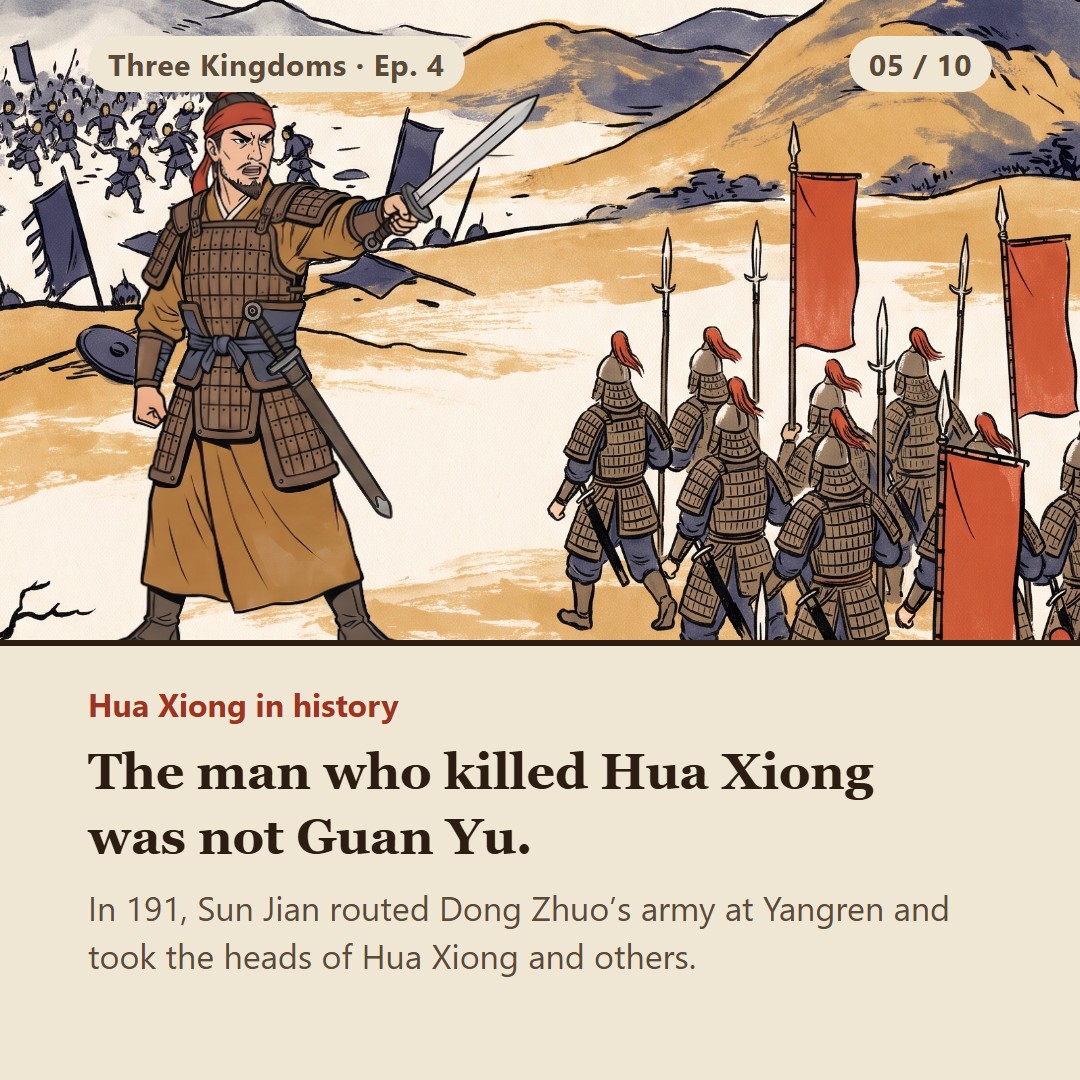 Three Kingdoms · Ep. 4
05 / 10
Hua Xiong in history
The man who killed Hua Xiong
was not Guan Yu.
In 191, Sun Jian routed Dong Zhuo’s army at Yangren and
took the heads of Hua Xiong and others.